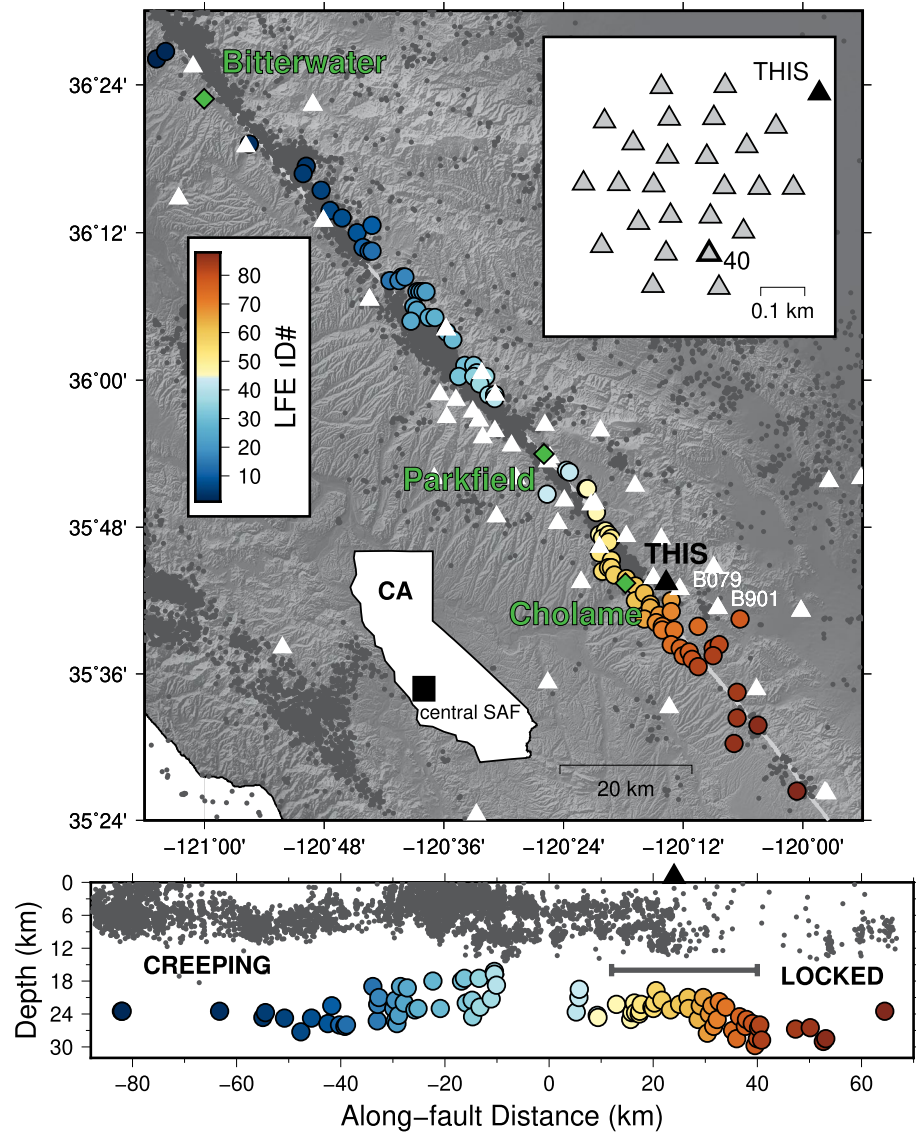 Bitterwater
THIS
40
0.1 km
36°24'
36°12'
36°00'
35°48'
35°36'
35°24'
80
70
60
50
40
30
20
10
LFE ID#
Parkfield
THIS
B079
B901
Cholame
CA
central SAF
20 km
−121°00'
−120°48'
−120°36'
−120°24'
−120°12'
−120°00'
0
6
12
18
24
30
Depth (km)
CREEPING
LOCKED
−80
−60
−40
−20
0
20
40
60
Along−fault Distance (km)